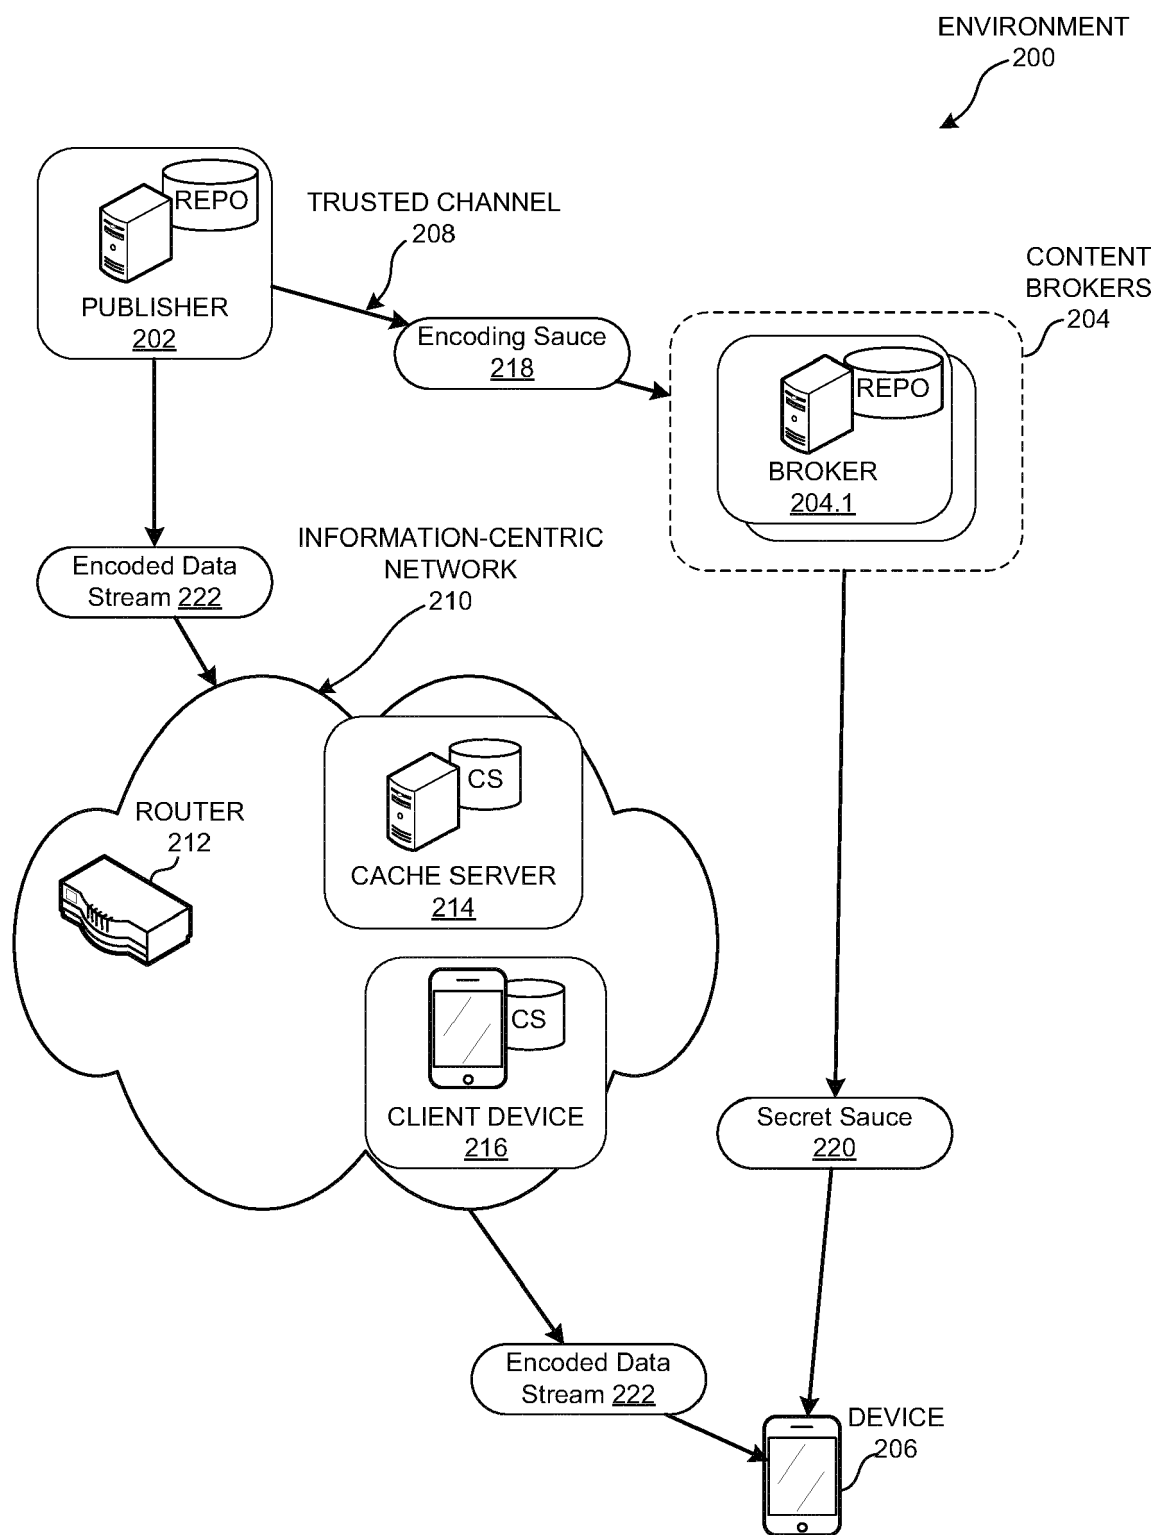 ENVIRONMENT
200
REPO
PUBLISHER
202
TRUSTED CHANNEL
208
Encoding Sauce
218
CONTENT
BROKERS
204
REPO
BROKER
204.1
Encoded Data
Stream 222
INFORMATION-CENTRIC
NETWORK
210
ROUTER
212
CS
CACHE SERVER
214
CS
CLIENT DEVICE
216
Secret Sauce
220
Encoded Data
Stream 222
DEVICE
206